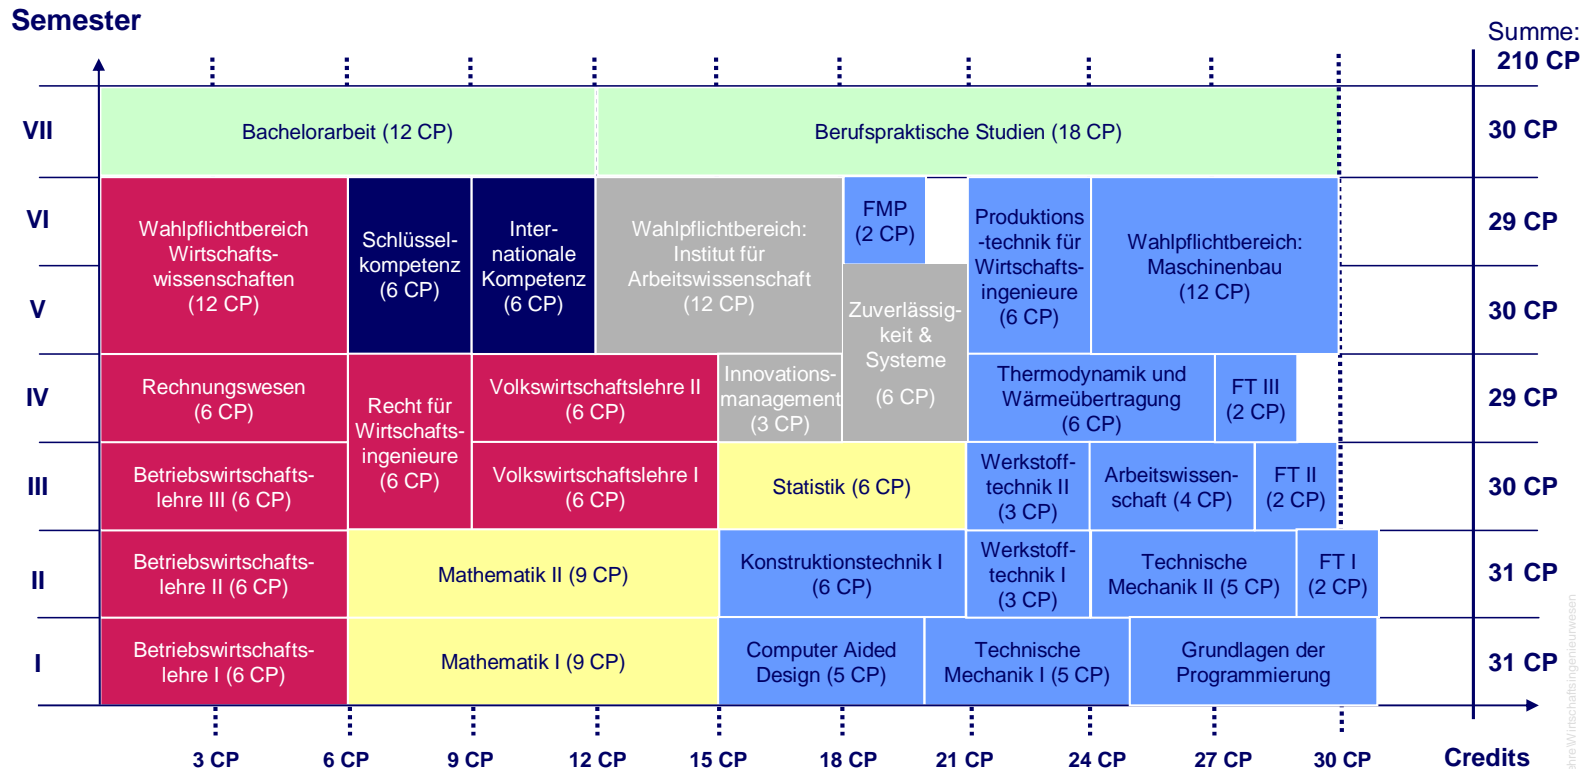 Semester
Summe:
210 CP
VII
Bachelorarbeit (12 CP)
Berufspraktische Studien (18 CP)
30 CP
VI
Wahlpflichtbereich
Wirtschafts-
wissenschaften
(12 CP)
Schlüssel-
kompetenz
(6 CP)
Inter-
nationale
Kompetenz
(6 CP)
Wahlpflichtbereich:
Institut für
Arbeitswissenschaft
(12 CP)
FMP
(2 CP)
Produktions
-technik für
Wirtschafts-
ingenieure
(6 CP)
Wahlpflichtbereich:
Maschinenbau
(12 CP)
29 CP
V
Zuverlässig-
keit &
Systeme
(6 CP)
30 CP
IV
Rechnungswesen
(6 CP)
Recht für
Wirtschafts-
ingenieure
(6 CP)
Volkswirtschaftslehre II
(6 CP)
Innovations-
management
(3 CP)
Thermodynamik und
Wärmeübertragung
(6 CP)
FT III
(2 CP)
29 CP
III
Betriebswirtschafts-
lehre III (6 CP)
Volkswirtschaftslehre I
(6 CP)
Statistik (6 CP)
Werkstoff-
technik II
(3 CP)
Arbeitswissen-
schaft (4 CP)
FT II
(2 CP)
30 CP
II
Betriebswirtschafts-
lehre II (6 CP)
Mathematik II (9 CP)
Konstruktionstechnik I
(6 CP)
Werkstoff-
technik I
(3 CP)
Technische
Mechanik II (5 CP)
FT I
(2 CP)
31 CP
I
Betriebswirtschafts-
lehre I (6 CP)
Mathematik I (9 CP)
Computer Aided
Design (5 CP)
Technische
Mechanik I (5 CP)
Grundlagen der
Programmierung
31 CP
3 CP
6 CP
9 CP
12 CP
15 CP
18 CP
21 CP
24 CP
27 CP
30 CP
Credits
ehre\Wirtschaftsingenieurwesen